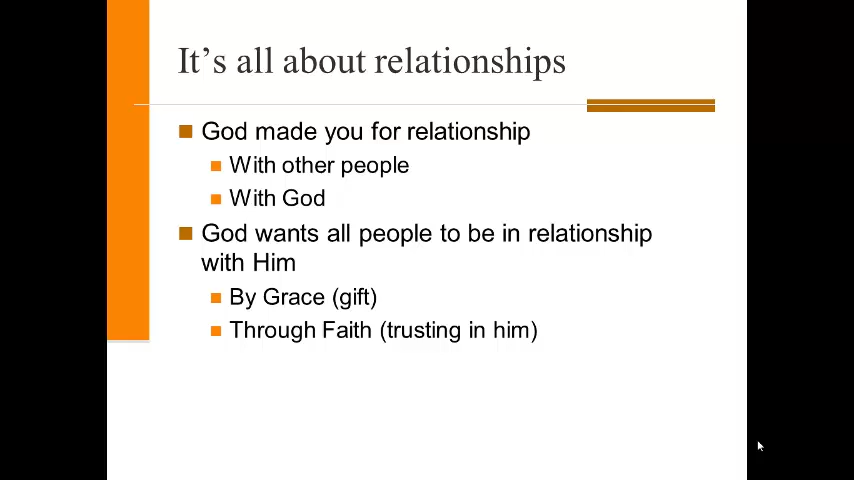 It’s all about relationships
God made you for relationship
With other people
With God
God wants all people to be in relationship
with Him
By Grace (gift)
Through Faith (trusting in him)